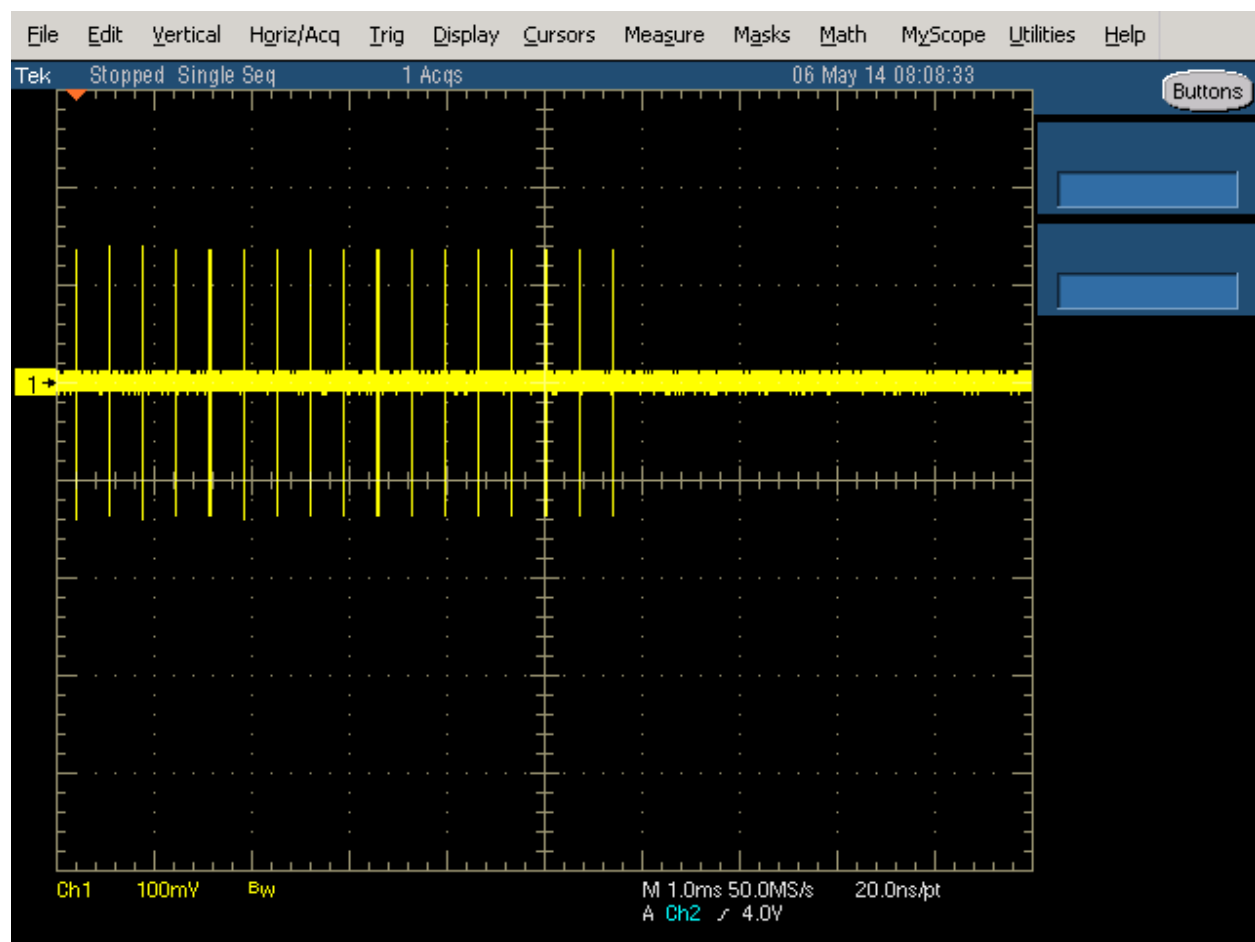 File Edit Vertical Horiz/Acq Trig Display Cursors Measure Masks Math MyScope Utilities Help
Tek Stopped Single Seq 1 Acqs 06 May 14 08:08:33
Buttons
1
Ch1 100mV BW M 1.0ms 50.0MS/s 20.0ns/pt
A Ch2 4.0V